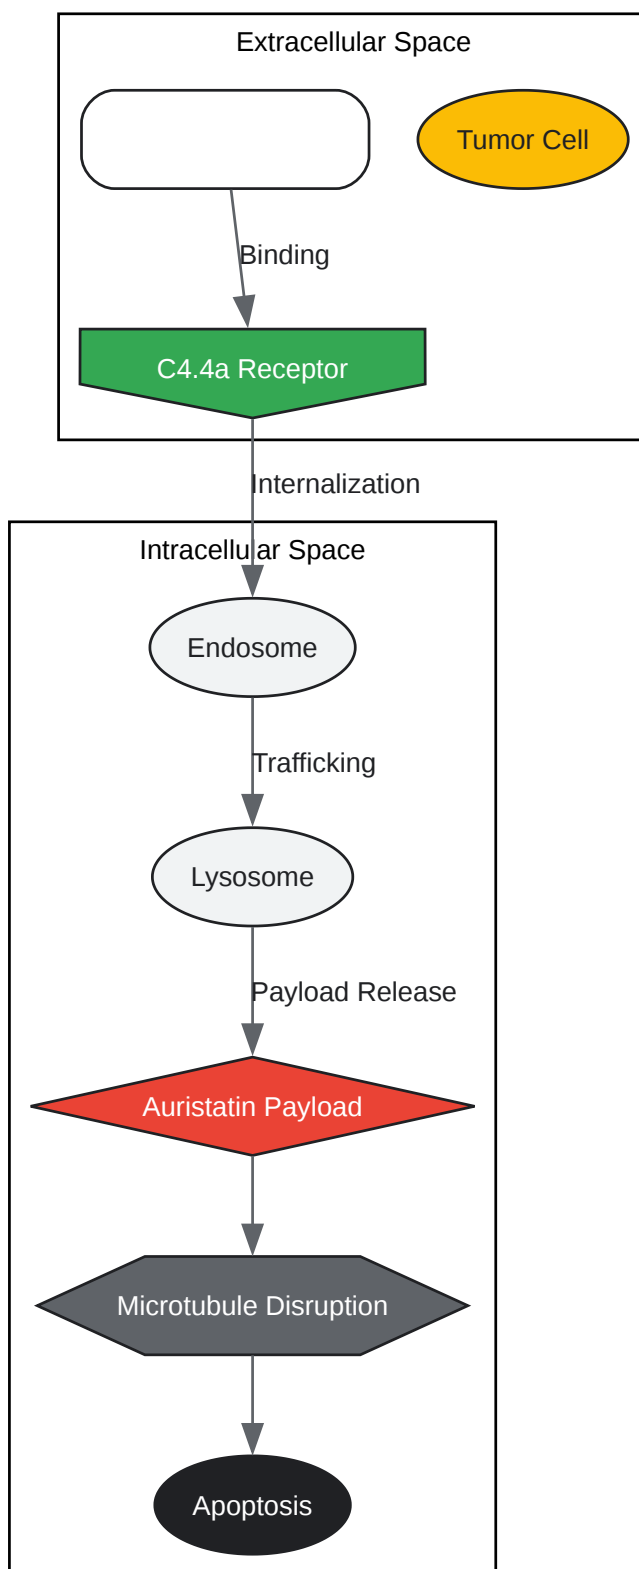 Extracellular Space
Tumor Cell
Binding
C4.4a Receptor
Internalization
Intracellular Space
Endosome
Trafficking
Lysosome
Payload Release
Auristatin Payload
Microtubule Disruption
Apoptosis